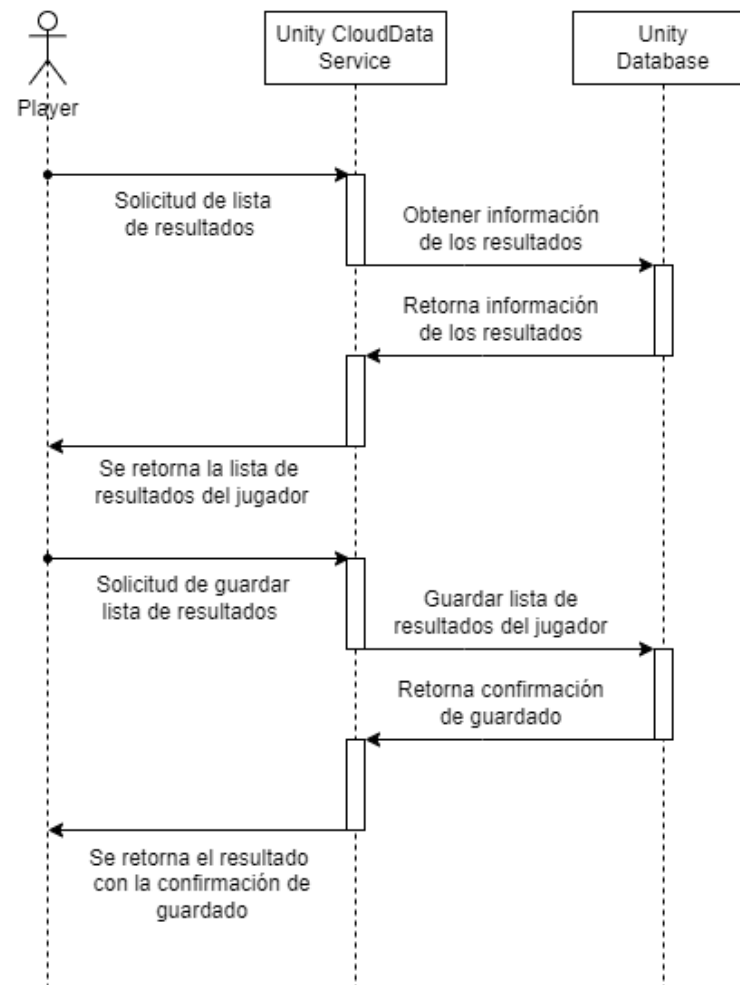 Unity CloudData
Service
Unity
Database
Player
Solicitud de lista
de resultados
Obtener información
de los resultados
Retorna información
de los resultados
Se retorna la lista de
resultados del jugador
Solicitud de guardar
lista de resultados
Guardar lista de
resultados del jugador
Retorna confirmación
de guardado
Se retorna el resultado
con la confirmación de
guardado